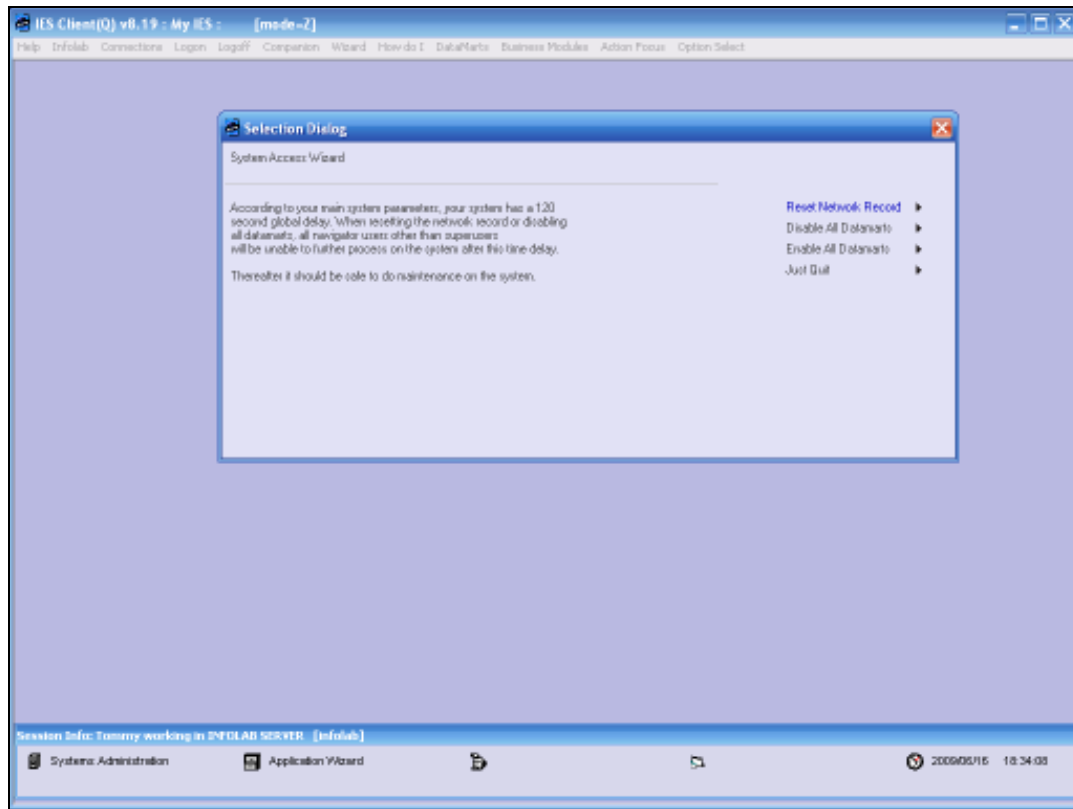 IES Client(Q) v8.19 : My IES : [mode=Z]
Help Infolab Connections Logon Logoff Companion Wizard How do I DataMarts Business Modules Action Focus Option Select
Selection Dialog
System Access Wizard
According to your main system parameters, your system has a 120
second global delay. When resetting the network record or disabling
all datamarts, all navigator users other than superusers
will be unable to further process on the system after this time delay.
Thereafter it should be safe to do maintenance on the system.
Reset Network Record
Disable All Datamarts
Enable All Datamarts
Just Quit
Session Info: Tommy working in INFOLAB SERVER [infolab]
Systems Administration
Application Wizard
2009/06/16 18:34:08